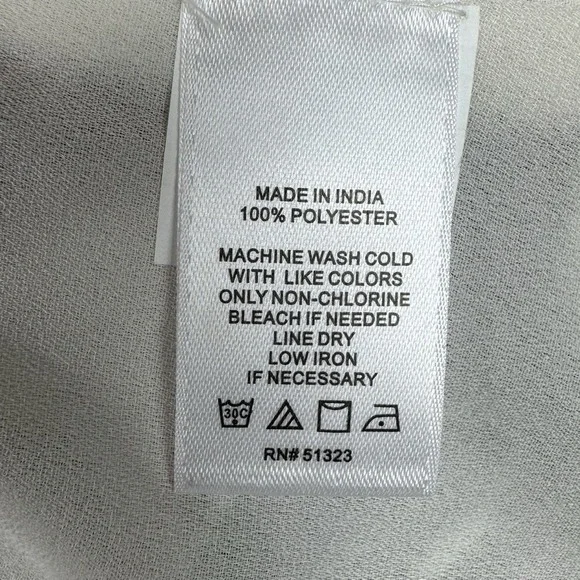 MADE IN INDIA
100% POLYESTER
MACHINE WASH COLD
WITH LIKE COLORS
ONLY NON-CHLORINE
BLEACH IF NEEDED
LINE DRY
LOW IRON
IF NECESSARY
30C
RN# 51323